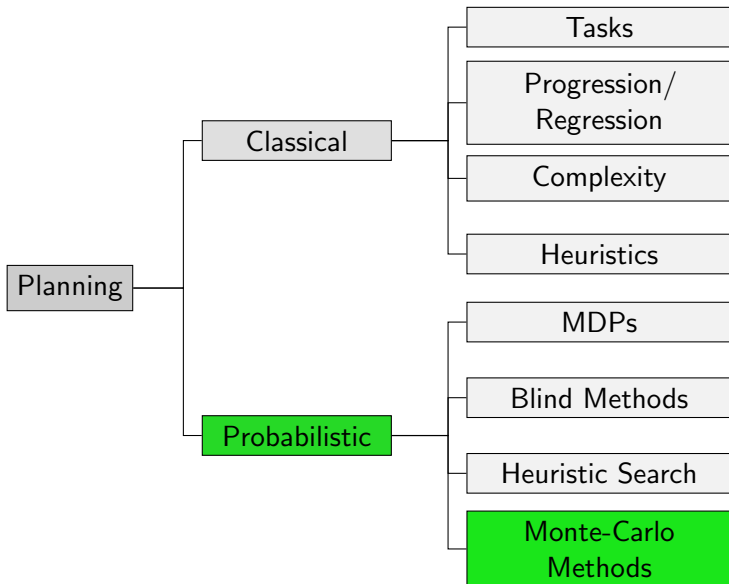 Tasks
Progression/
Regression
Classical
Complexity
Heuristics
Planning
MDPs
Blind Methods
Probabilistic
Heuristic Search
Monte-Carlo
Methods